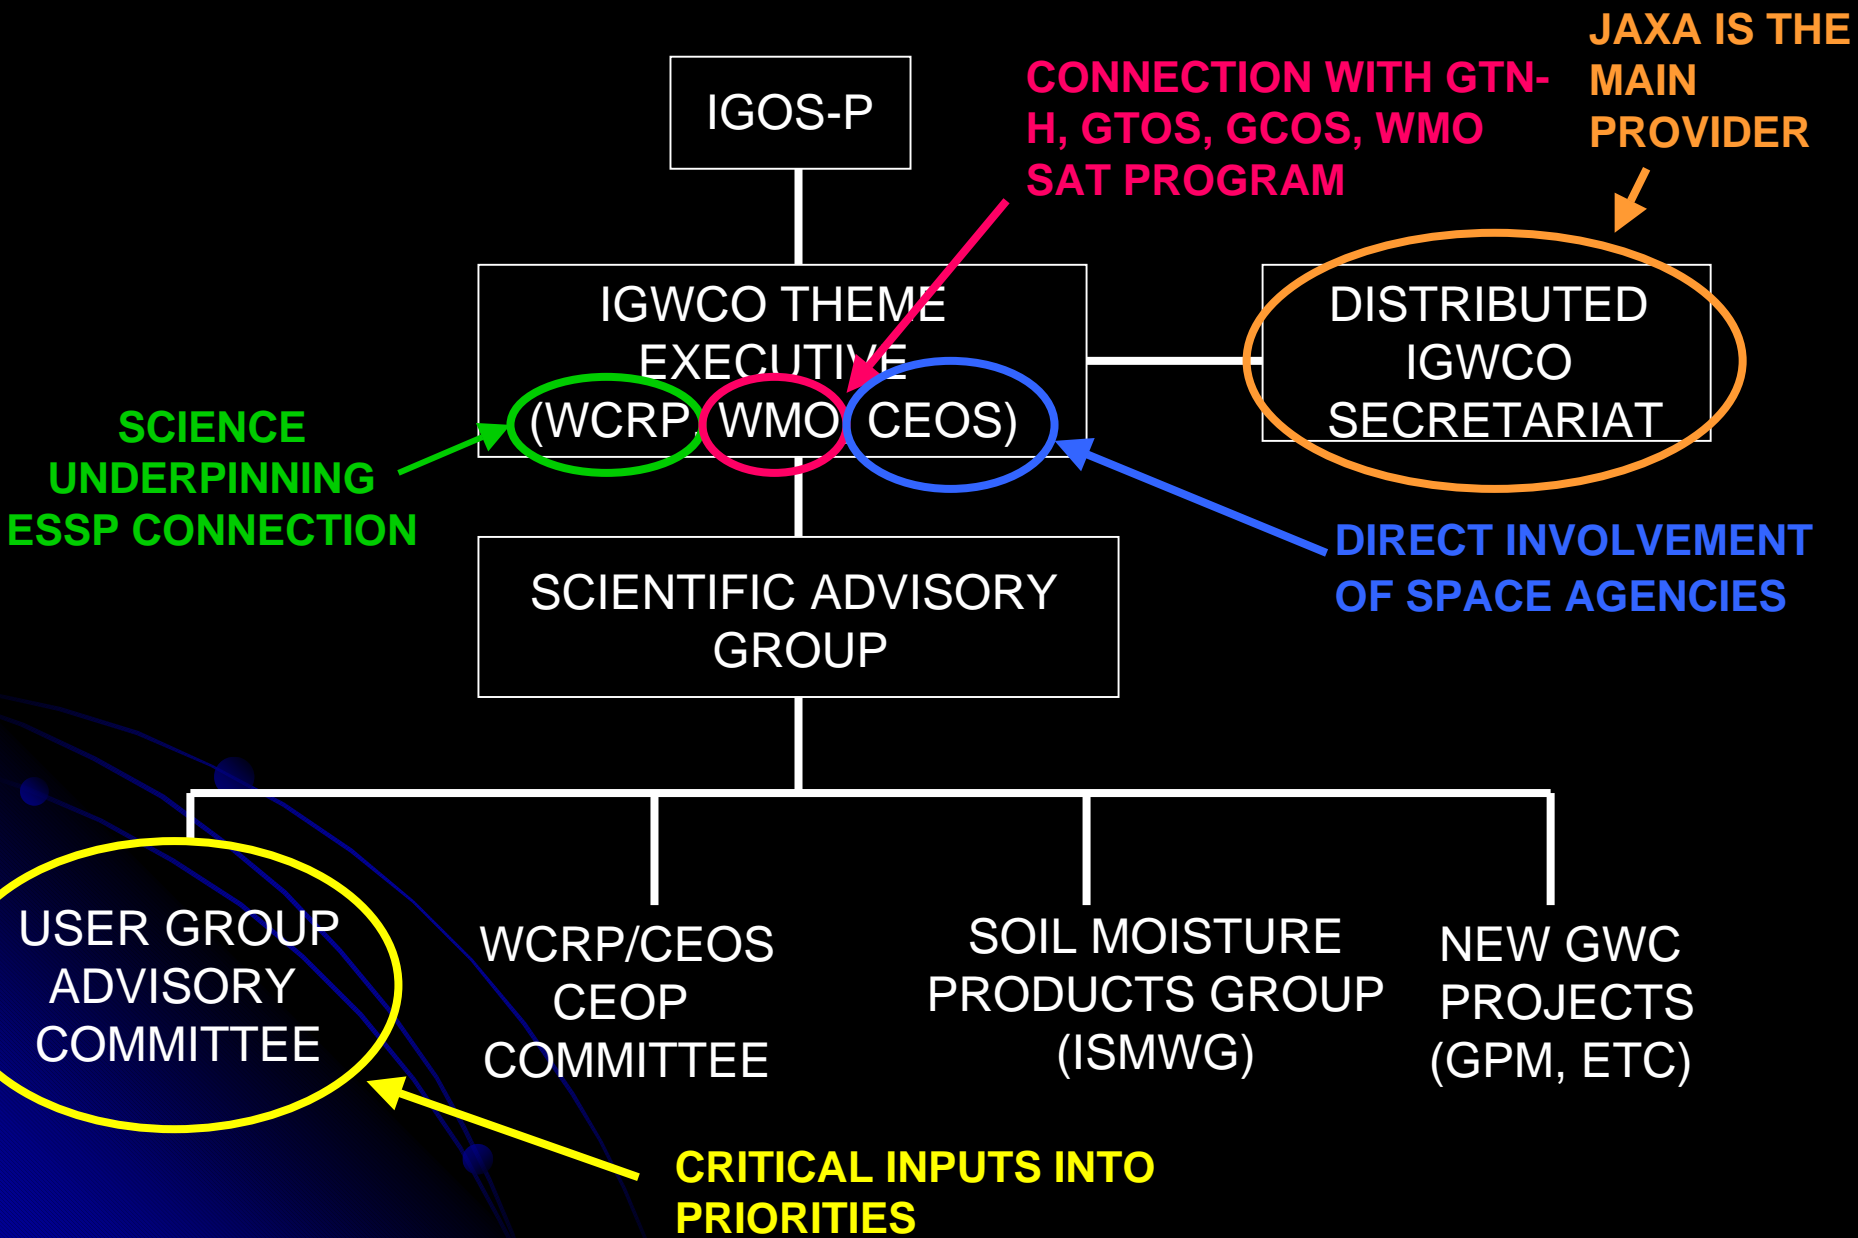 JAXA IS THE
MAIN
PROVIDER
CONNECTION WITH GTN-
H, GTOS, GCOS, WMO
SAT PROGRAM
IGOS-P
IGWCO THEME
EXECUTIVE
(WCRP, WMO CEOS)
DISTRIBUTED
IGWCO
SECRETARIAT
SCIENCE
UNDERPINNING
ESSP CONNECTION
DIRECT INVOLVEMENT
OF SPACE AGENCIES
SCIENTIFIC ADVISORY
GROUP
USER GROUP
ADVISORY
COMMITTEE
WCRP/CEOS
CEOP
COMMITTEE
SOIL MOISTURE
PRODUCTS GROUP
(ISMWG)
NEW GWC
PROJECTS
(GPM, ETC)
CRITICAL INPUTS INTO
PRIORITIES